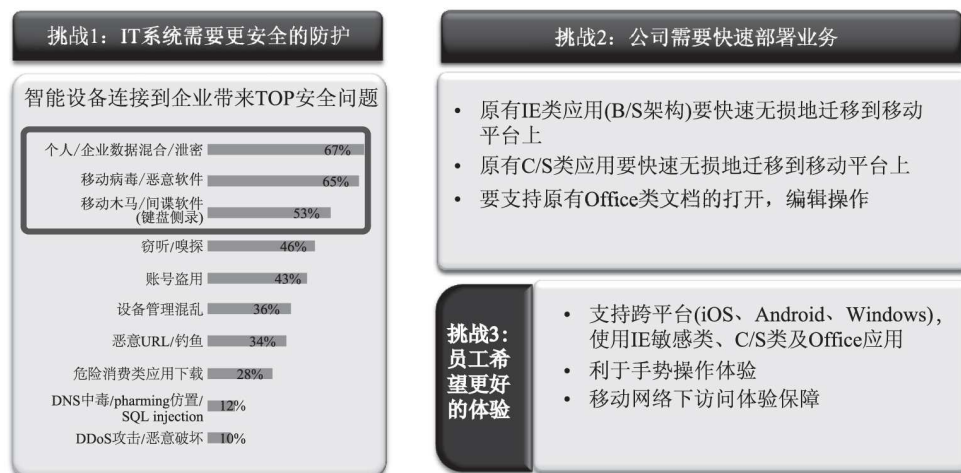 挑战1：IT系统需要更安全的防护
智能设备连接到企业带来TOP安全问题
个人/企业数据混合/泄密 67%
移动病毒/恶意软件 65%
移动木马/间谍软件
(键盘侧录) 53%
窃听/嗅探 46%
账号盗用 43%
设备管理混乱 36%
恶意URL/钓鱼 34%
危险消费类应用下载 28%
DNS中毒/pharming仿置/
SQL injection 12%
DDoS攻击/恶意破坏 10%
挑战2：公司需要快速部署业务
• 原有IE类应用(B/S架构)要快速无损地迁移到移动
平台上
• 原有C/S类应用要快速无损地迁移到移动平台上
• 要支持原有Office类文档的打开，编辑操作
挑战3：
员工希
望更好
的体验
• 支持跨平台(iOS、Android、Windows)，
使用IE敏感类、C/S类及Office应用
• 利于手势操作体验
• 移动网络下访问体验保障